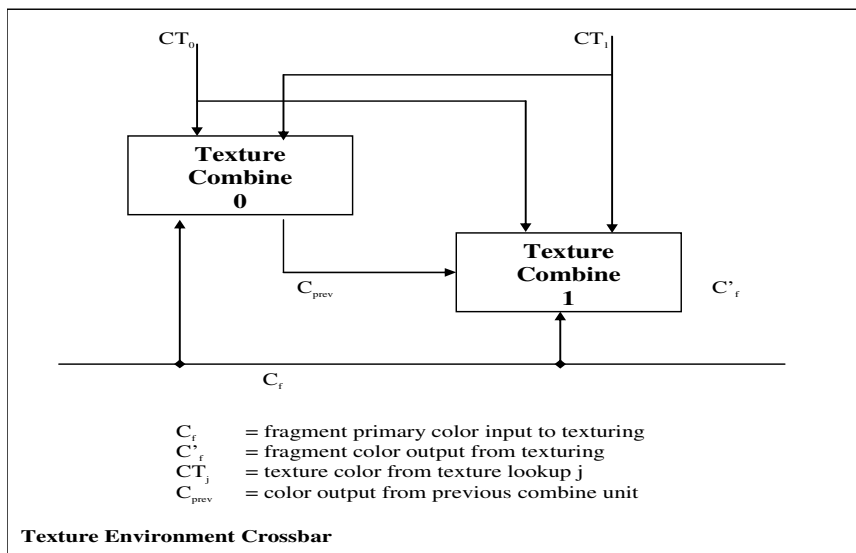 CT0 CT1
Texture
Combine
0
Texture
Combine
1
Cprev
C’f
Cf
Cf = fragment primary color input to texturing
C’f = fragment color output from texturing
CTj = texture color from texture lookup j
Cprev = color output from previous combine unit
Texture Environment Crossbar